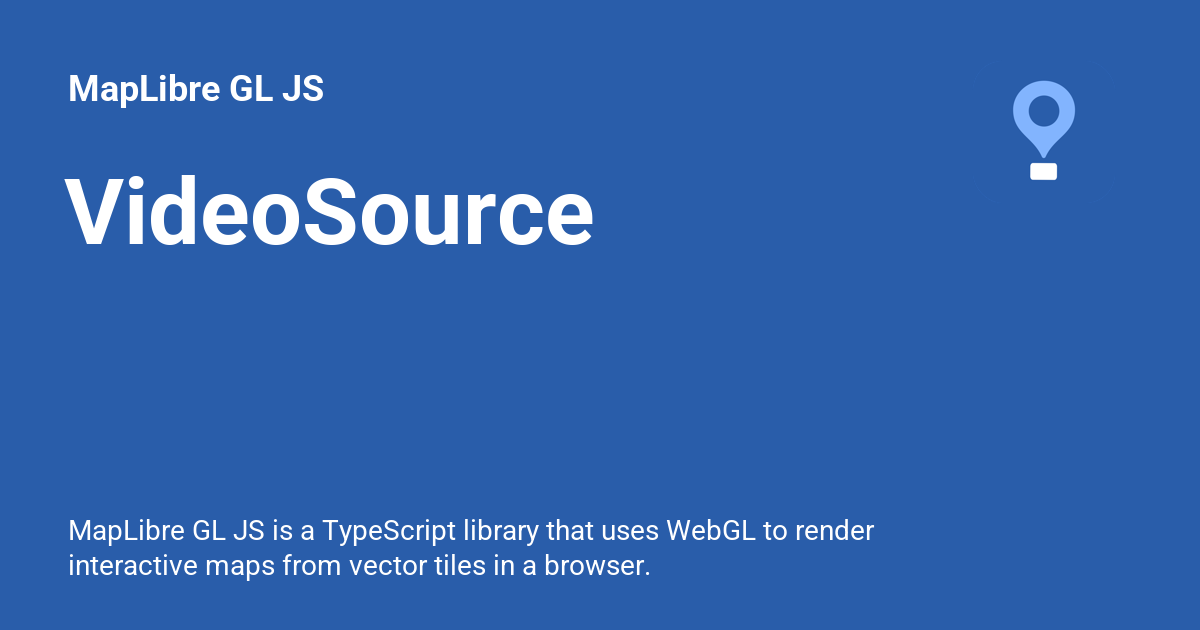 MapLibre GL JS
VideoSource
MapLibre GL JS is a TypeScript library that uses WebGL to render
interactive maps from vector tiles in a browser.